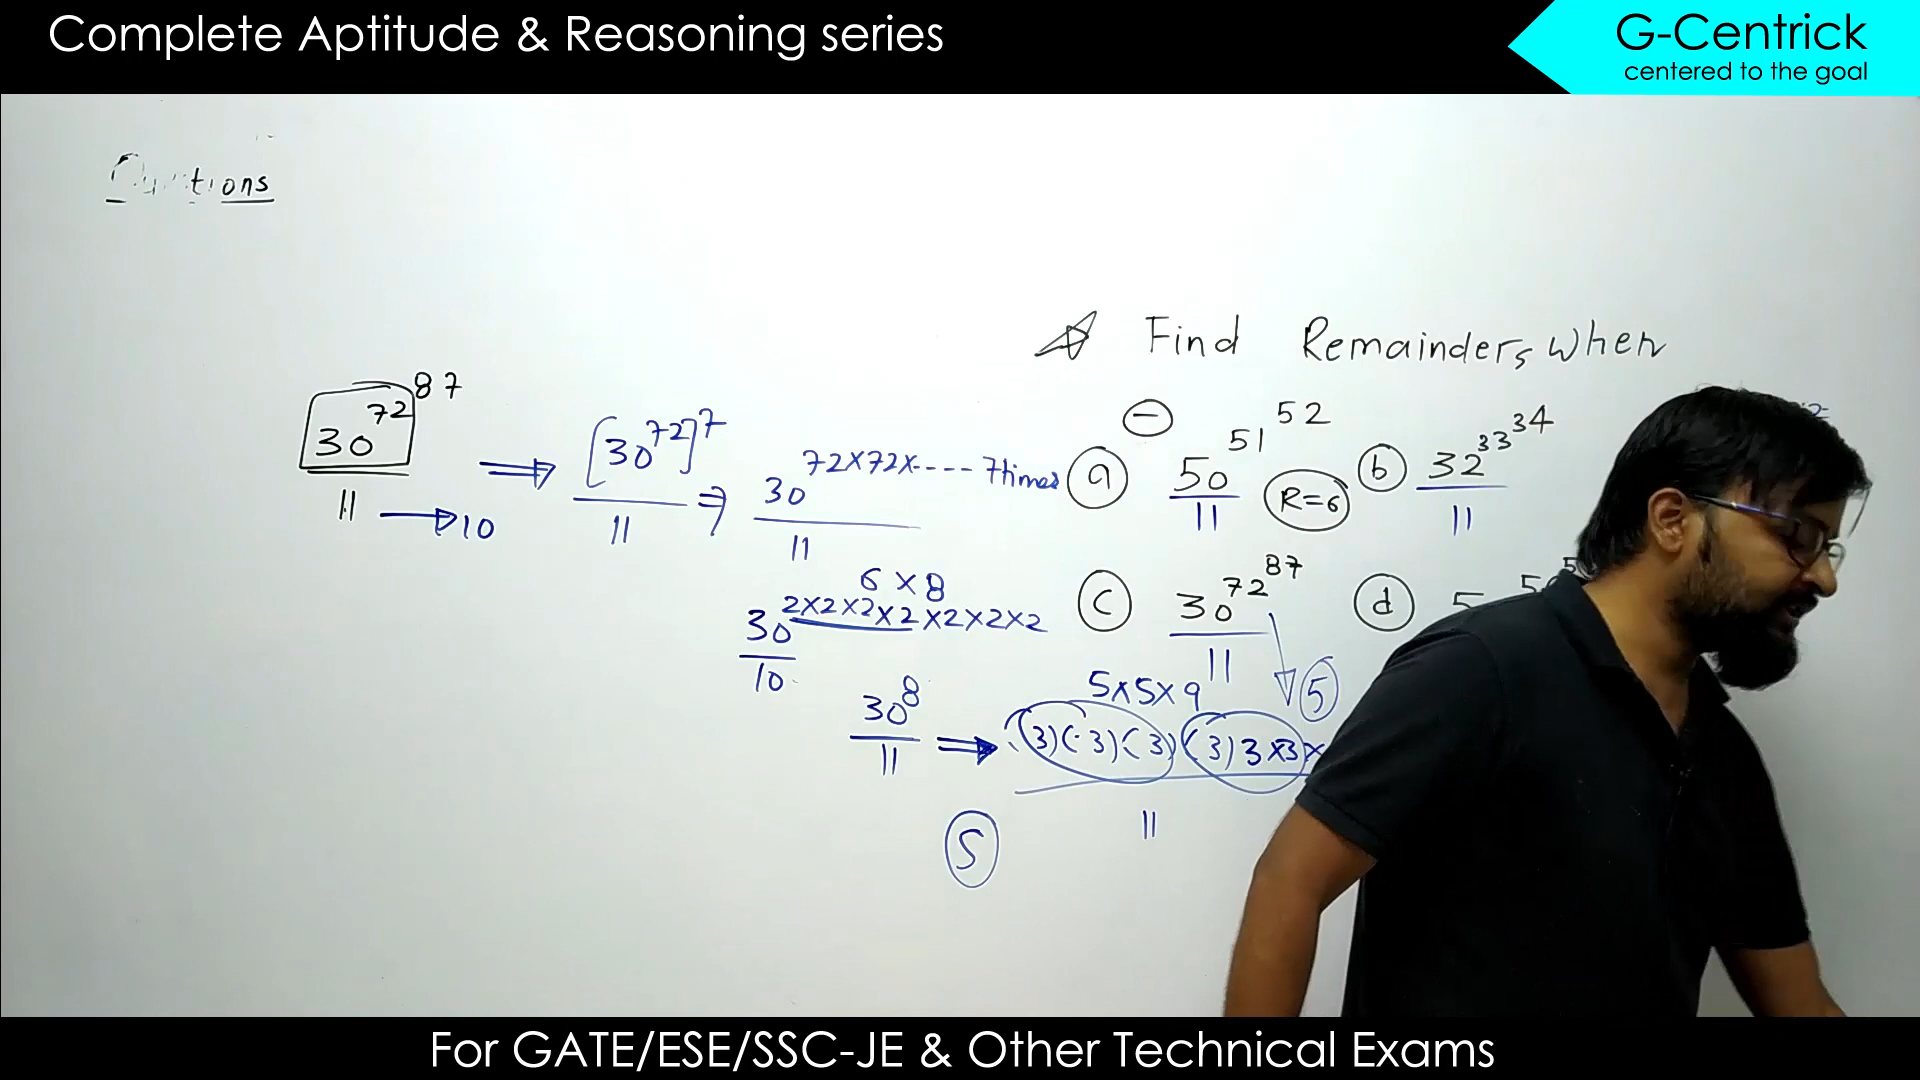 Complete Aptitude & Reasoning series
G-Centrick
centered to the goal
Find Remainders when
30^72^87 / 11 → 10
⇒ [30^72]^7 / 11
⇒ 30^72×72×---- 7times / 11
(a) 50^51^52 / 11 (R=6)
(b) 32^33^34 / 11
6 × 8
30^2×2×2×2×2×2×2 / 10
(c) 30^72^87 / 11
(5)
(d) 5
5×5×9
30^8 / 11 ⇒ (3)(3)(3)(3)3×3× / 11
(5)
For GATE/ESE/SSC-JE & Other Technical Exams